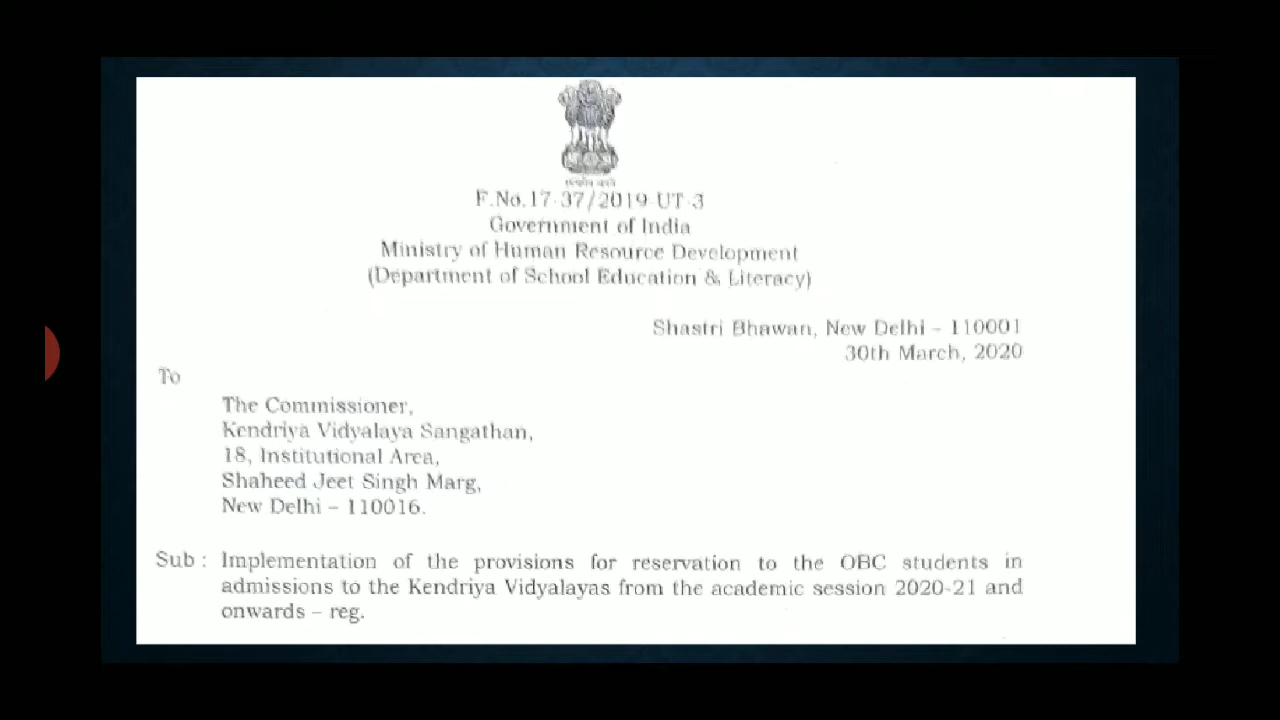 F.No.17-37/2019-UT-3
Government of India
Ministry of Human Resource Development
(Department of School Education & Literacy)
Shastri Bhawan, New Delhi – 110001
30th March, 2020
To
The Commissioner,
Kendriya Vidyalaya Sangathan,
18, Institutional Area,
Shaheed Jeet Singh Marg,
New Delhi – 110016.
Sub : Implementation of the provisions for reservation to the OBC students in
admissions to the Kendriya Vidyalayas from the academic session 2020-21 and
onwards – reg.